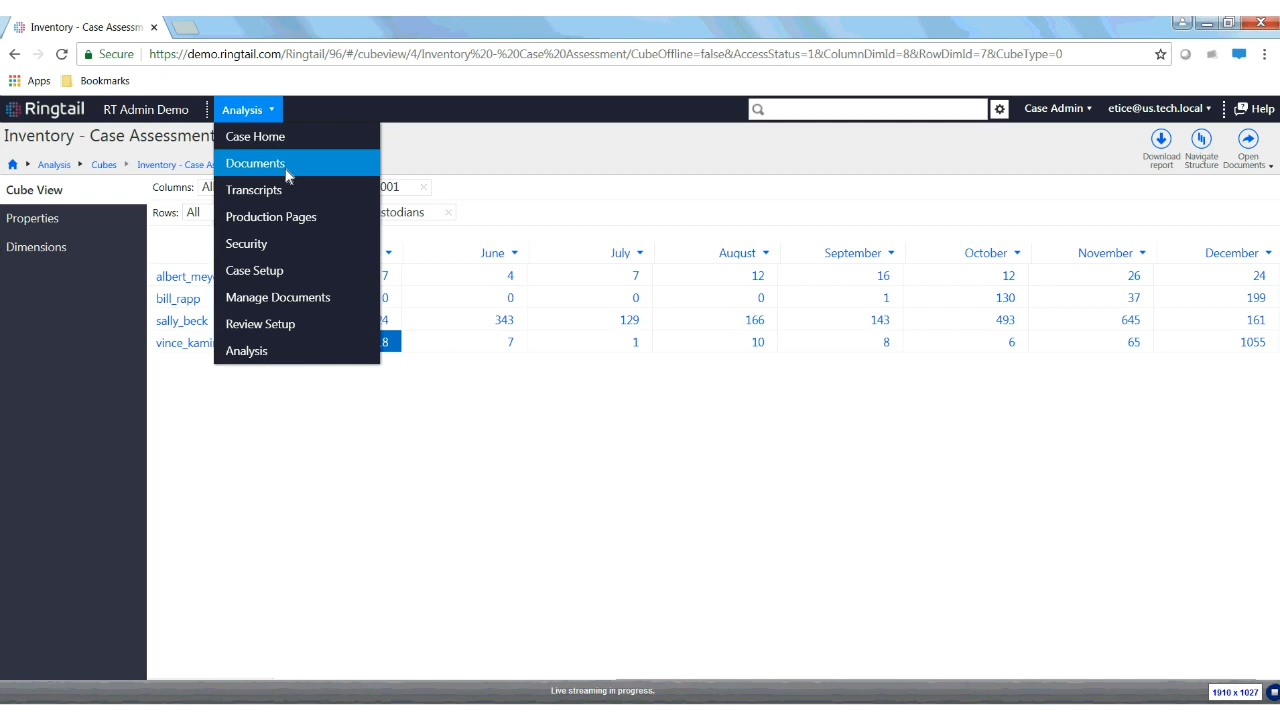 Inventory - Case Assessm ×
Secure https://demo.ringtail.com/Ringtail/96/#/cubeview/4/Inventory%20-%20Case%20Assessment/CubeOffline=false&AccessStatus=1&ColumnDimId=8&RowDimId=7&CubeType=0
Apps Bookmarks
Ringtail RT Admin Demo Analysis Case Admin etice@us.tech.local Help
Inventory - Case Assessment
Case Home
Download report Navigate Structure Open Documents
Analysis Cubes Inventory - Case A
Documents
Cube View Columns: Al 001 ×
Transcripts
Properties Rows: All stodians ×
Production Pages
Dimensions
Security
June July August September October November December
Case Setup
albert_mey 7 4 7 12 16 12 26 24
Manage Documents
bill_rapp 0 0 0 0 1 130 37 199
Review Setup
sally_beck 24 343 129 166 143 493 645 161
Analysis
vince_kami 8 7 1 10 8 6 65 1055
Live streaming in progress.
1910 x 1027